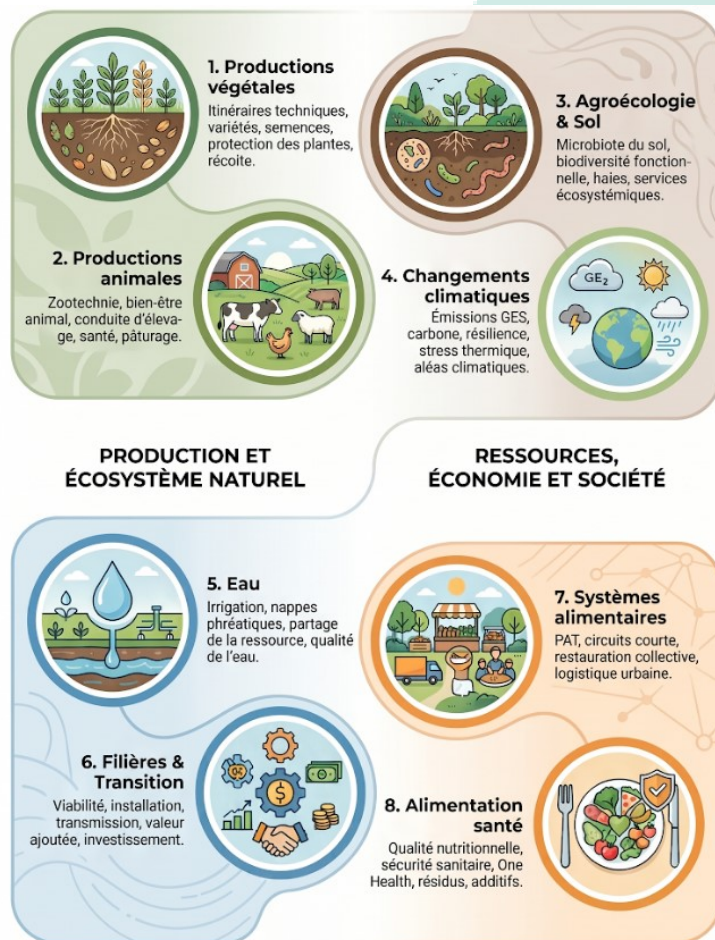 1. Productions
végétales
Itinéraires techniques,
variétés, semences,
protection des plantes,
récoite.
2. Productions
animales
Zootechnie, bien-être
animal, conduite d'éleva-
ge, santé, pâturage.
3. Agroécologie
& Sol
Microbiote du sol,
biodiversité fonction-
nelle, haies, services
écosystémiques.
4. Changements
climatiques
Émissions GES,
carbone, résilience,
stress thermique,
aléas climatiques.
GE₂
PRODUCTION ET
ÉCOSYSTÈME NATUREL
RESSOURCES,
ÉCONOMIE ET SOCIÉTÉ
5. Eau
Irrigation, nappes
phréatiques, partage
de la ressource, qualité
de l'eau.
6. Filières &
Transition
Viabilité, installation,
transmission, valeur
ajoutée, investissement.
$
7. Systèmes
alimentaires
PAT, circuits courte,
restauration collective,
logistique urbaine.
8. Alimentation
santé
Qualité nutritionnelle,
sécurité sanitaire, One
Health, résidus, additifs.